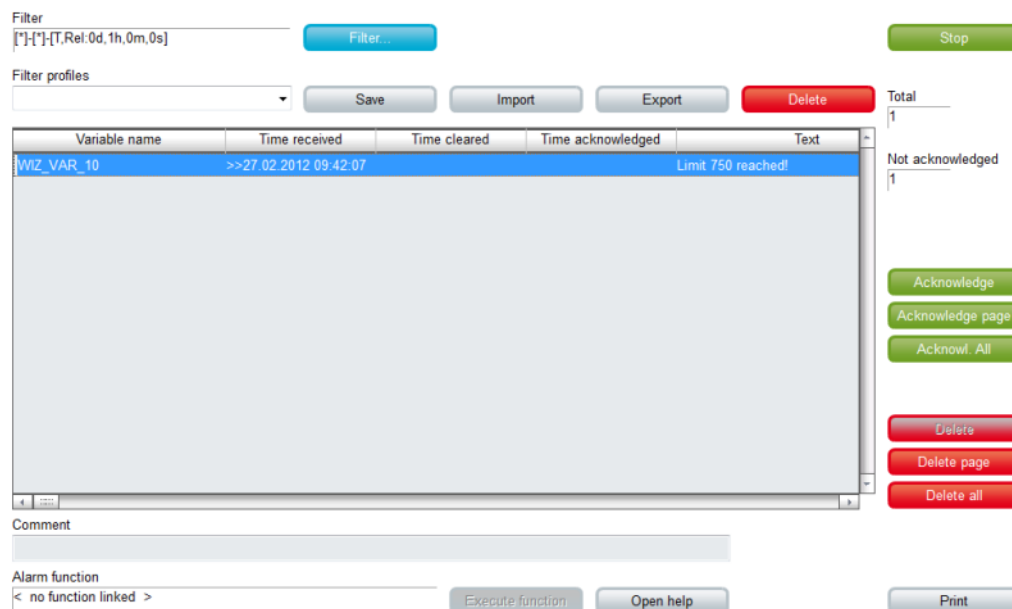 Filter
[*]-[*]-[T,Rel:0d,1h,0m,0s]
Filter...
Stop
Filter profiles
Save
Import
Export
Delete
Total
1
Variable name
Time received
Time cleared
Time acknowledged
Text
WIZ_VAR_10
>>27.02.2012 09:42:07
Limit 750 reached!
Not acknowledged
1
Acknowledge
Acknowledge page
Acknowl. All
Delete
Delete page
Delete all
Comment
Alarm function
< no function linked >
Execute function
Open help
Print